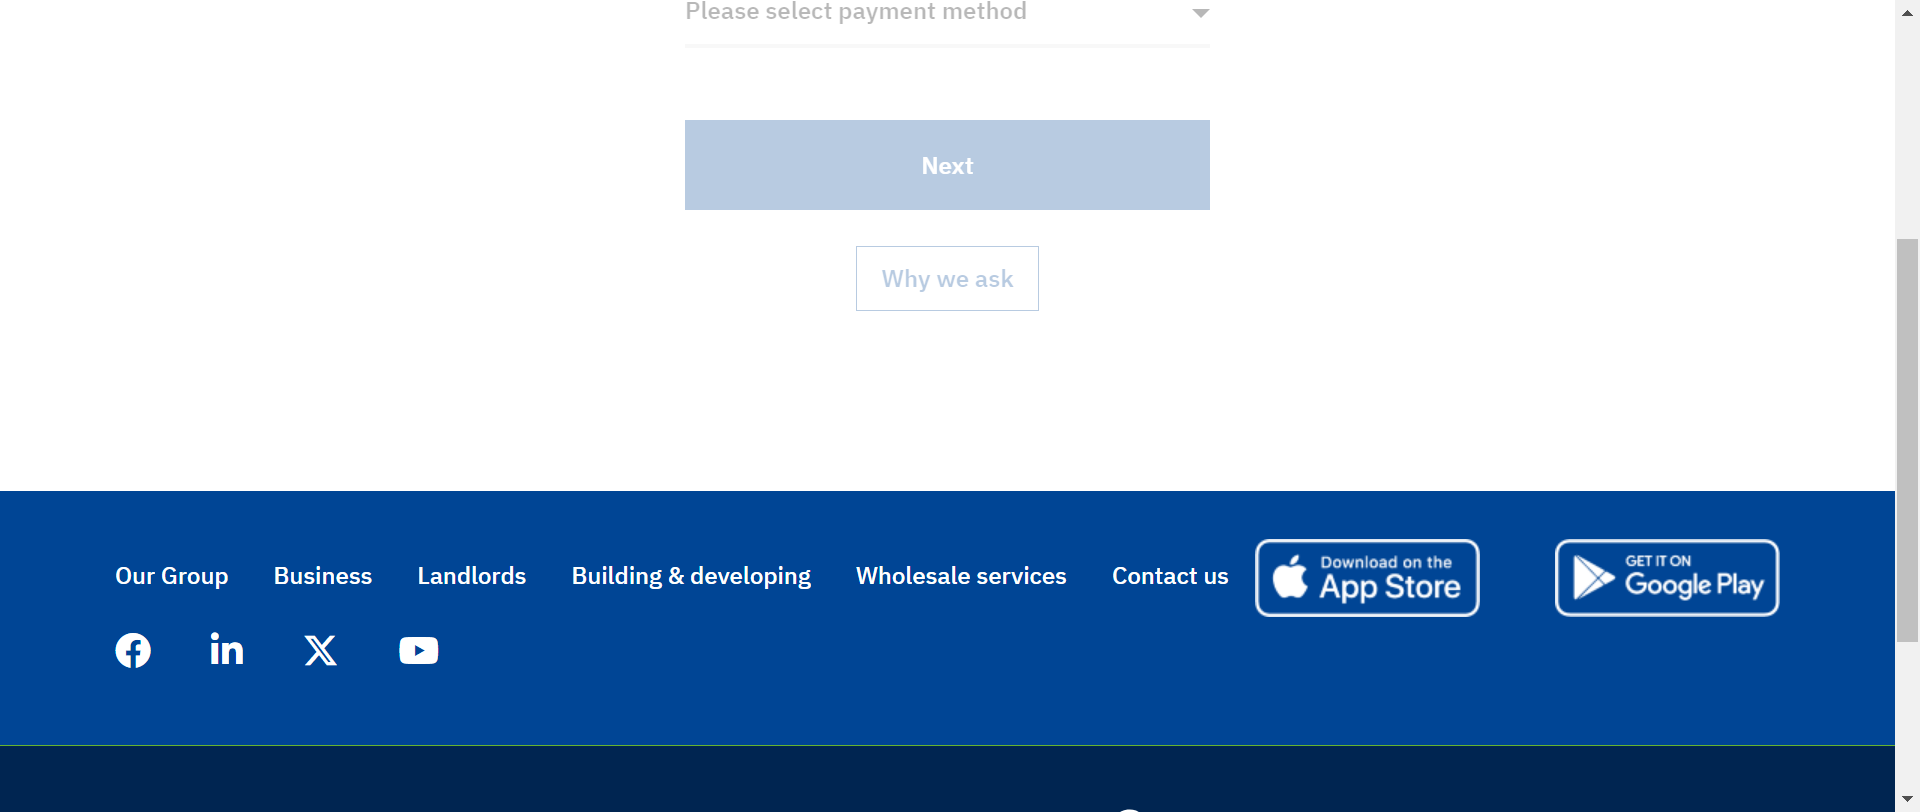 Please select payment method
Next
Why we ask
Our Group Business Landlords Building & developing Wholesale services Contact us
Download on the
App Store
GET IT ON
Google Play